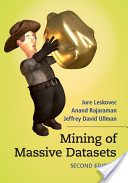 Jure Leskovec
Anand Rajaraman
Jeffrey David Ullman
Mining of
Massive Datasets
SECOND EDITION